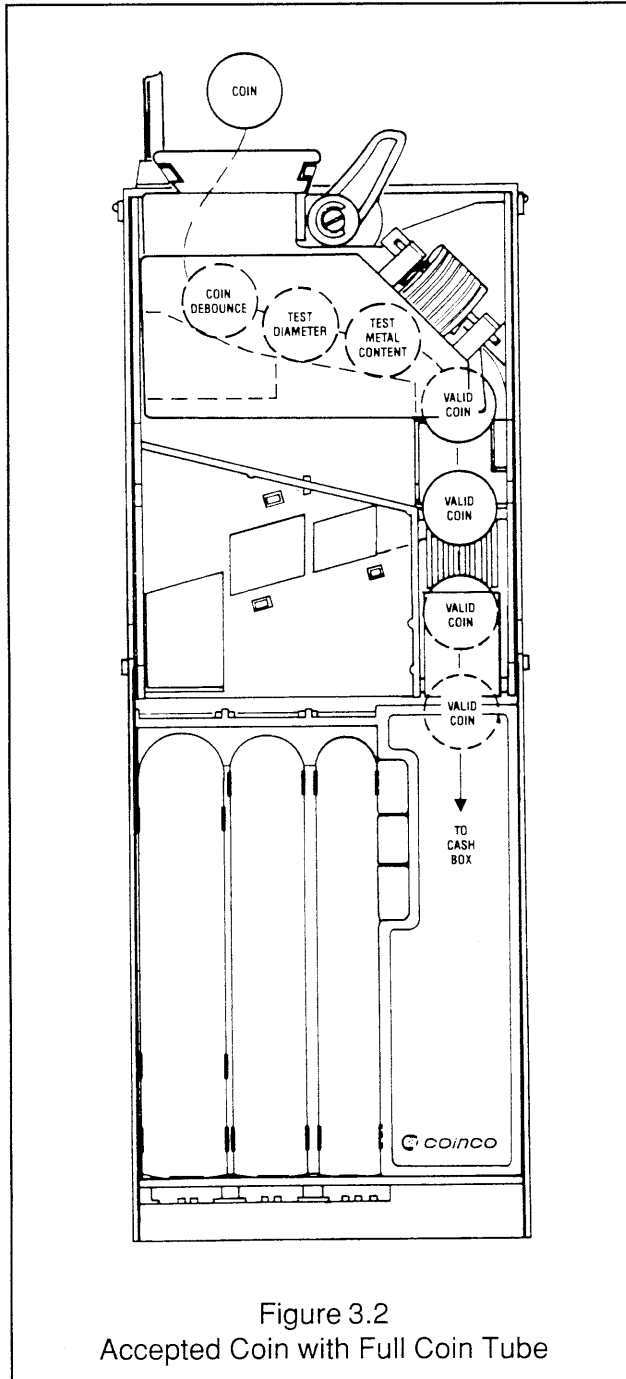 COIN
COIN
DEBOUNCE
TEST
DIAMETER
TEST
METAL
CONTENT
VALID
COIN
VALID
COIN
VALID
COIN
VALID
COIN
TO
CASH
BOX
coinco
Figure 3.2
Accepted Coin with Full Coin Tube